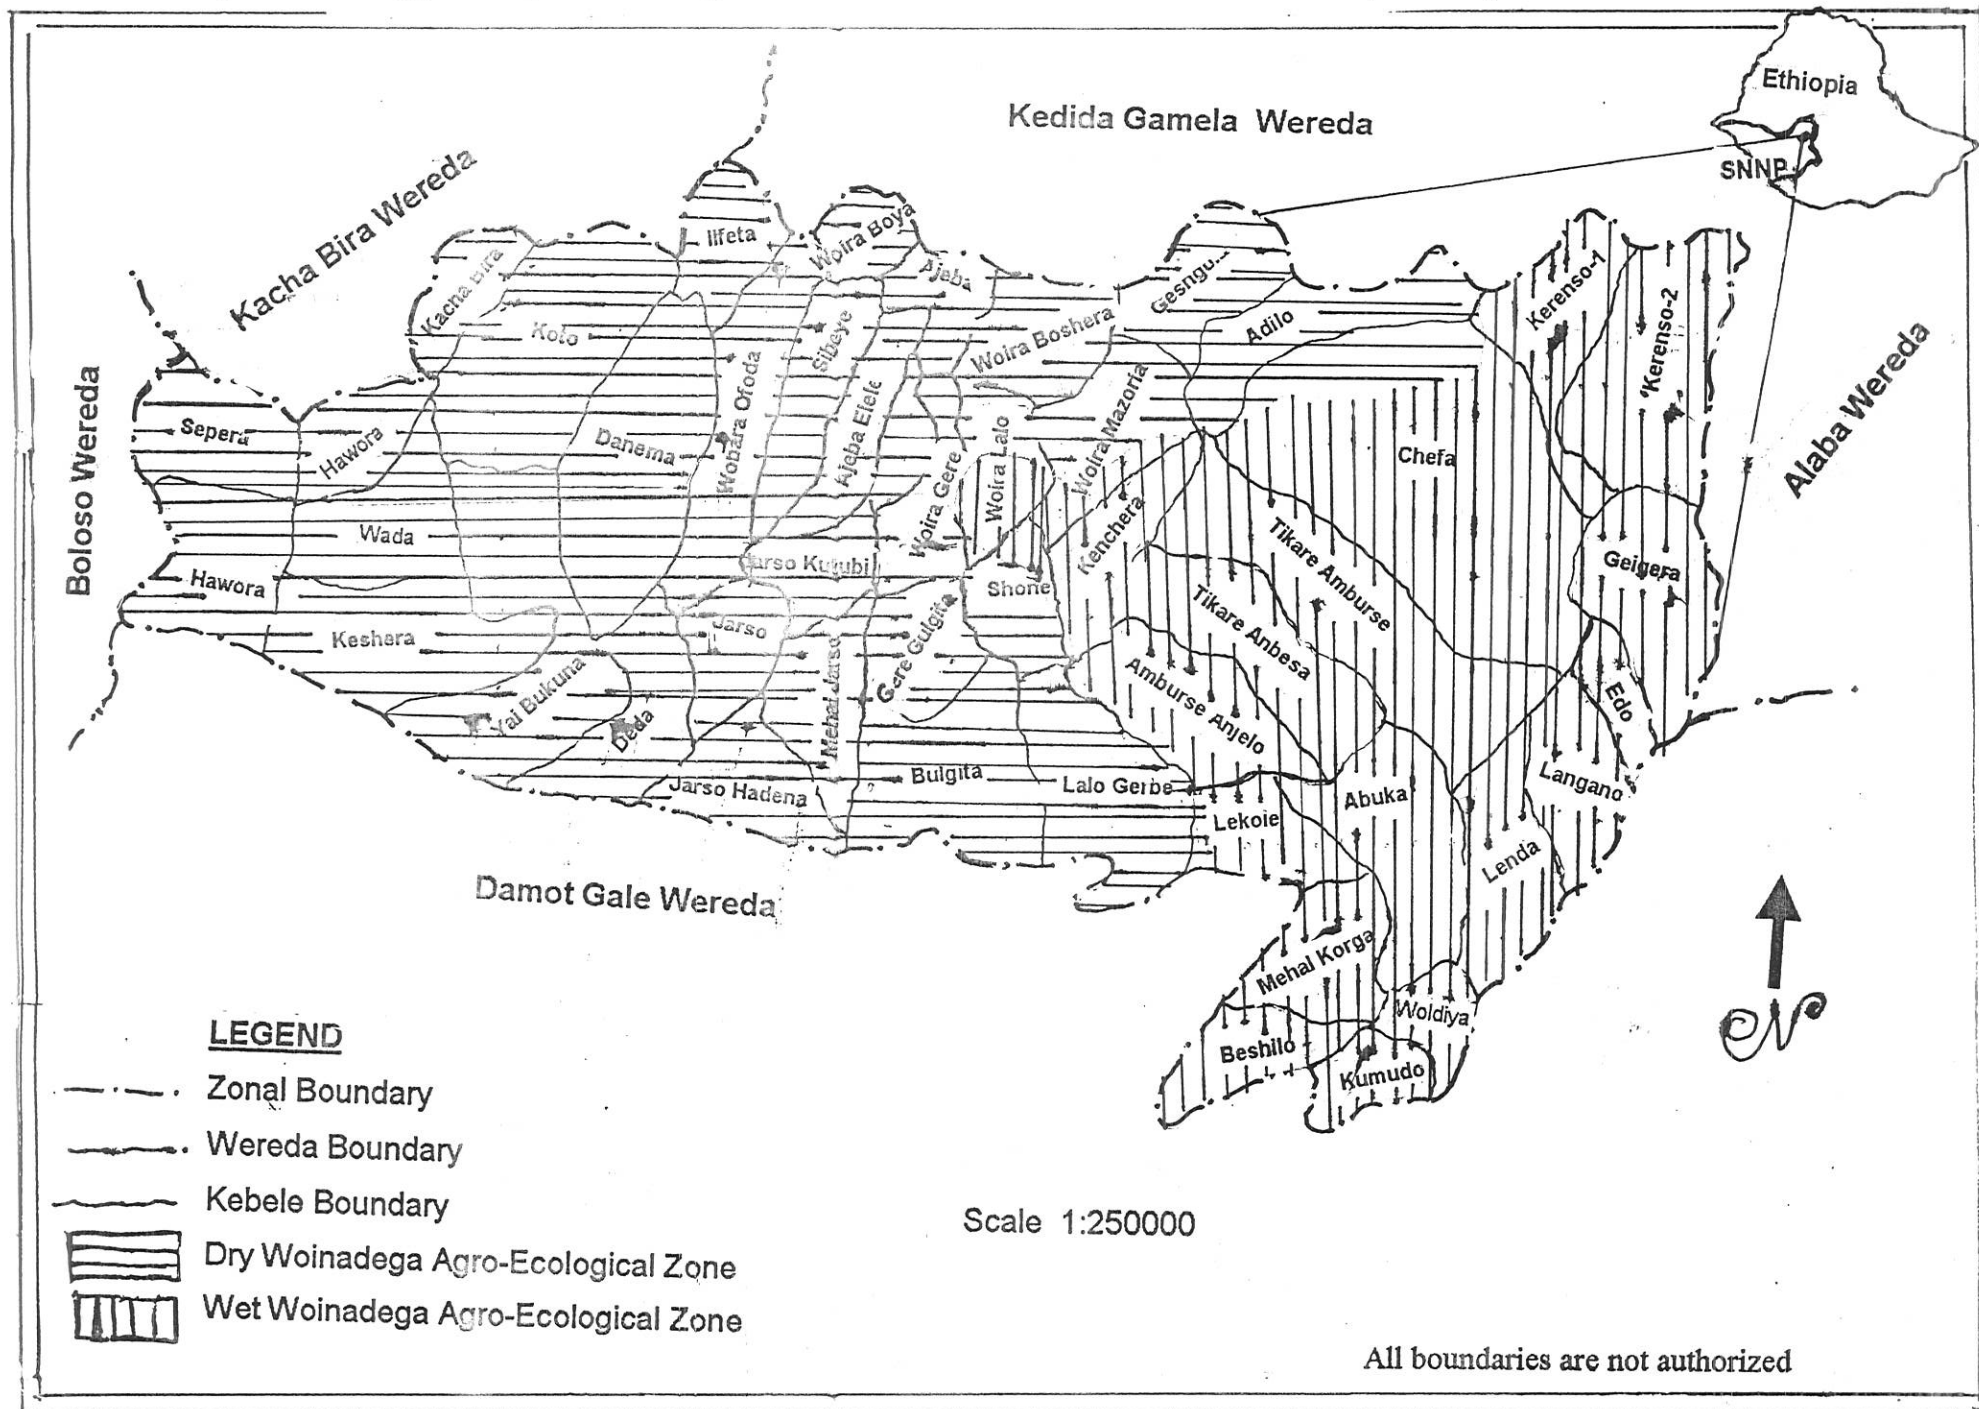 Ethiopia
SNNP
Kedida Gamela Wereda
Kacha Bira Wereda
Boloso Wereda
Alaba Wereda
Damot Gale Wereda
Ilfeta
Woira Boya
Ajeba
Kacha Bira
Koto
Sibeye
Woira Boshera
Gesngu...
Adilo
Kerenso-1
Kerenso-2
Sepera
Hawora
Danema
Wobara Ofoda
Ajeba Elele
Woira Gere
Woira Lalo
Woira Mazoria
Chefa
Wada
Kenchera
Tikare Amburse
Geigera
Hawora
Jarso Kutubi
Shone
Tikare Anbesa
Keshera
Jarso
Mehal Jarso
Gere Gulgita
Amburse Anjelo
Edo
Yai Bukuna
Deda
Jarso Hadena
Bulgita
Lalo Gerbe
Lekoie
Abuka
Langano
Lenda
Mehal Korga
Woldiya
Beshilo
Kumudo
N
LEGEND
Zonal Boundary
Wereda Boundary
Kebele Boundary
Dry Woinadega Agro-Ecological Zone
Wet Woinadega Agro-Ecological Zone
Scale 1:250000
All boundaries are not authorized